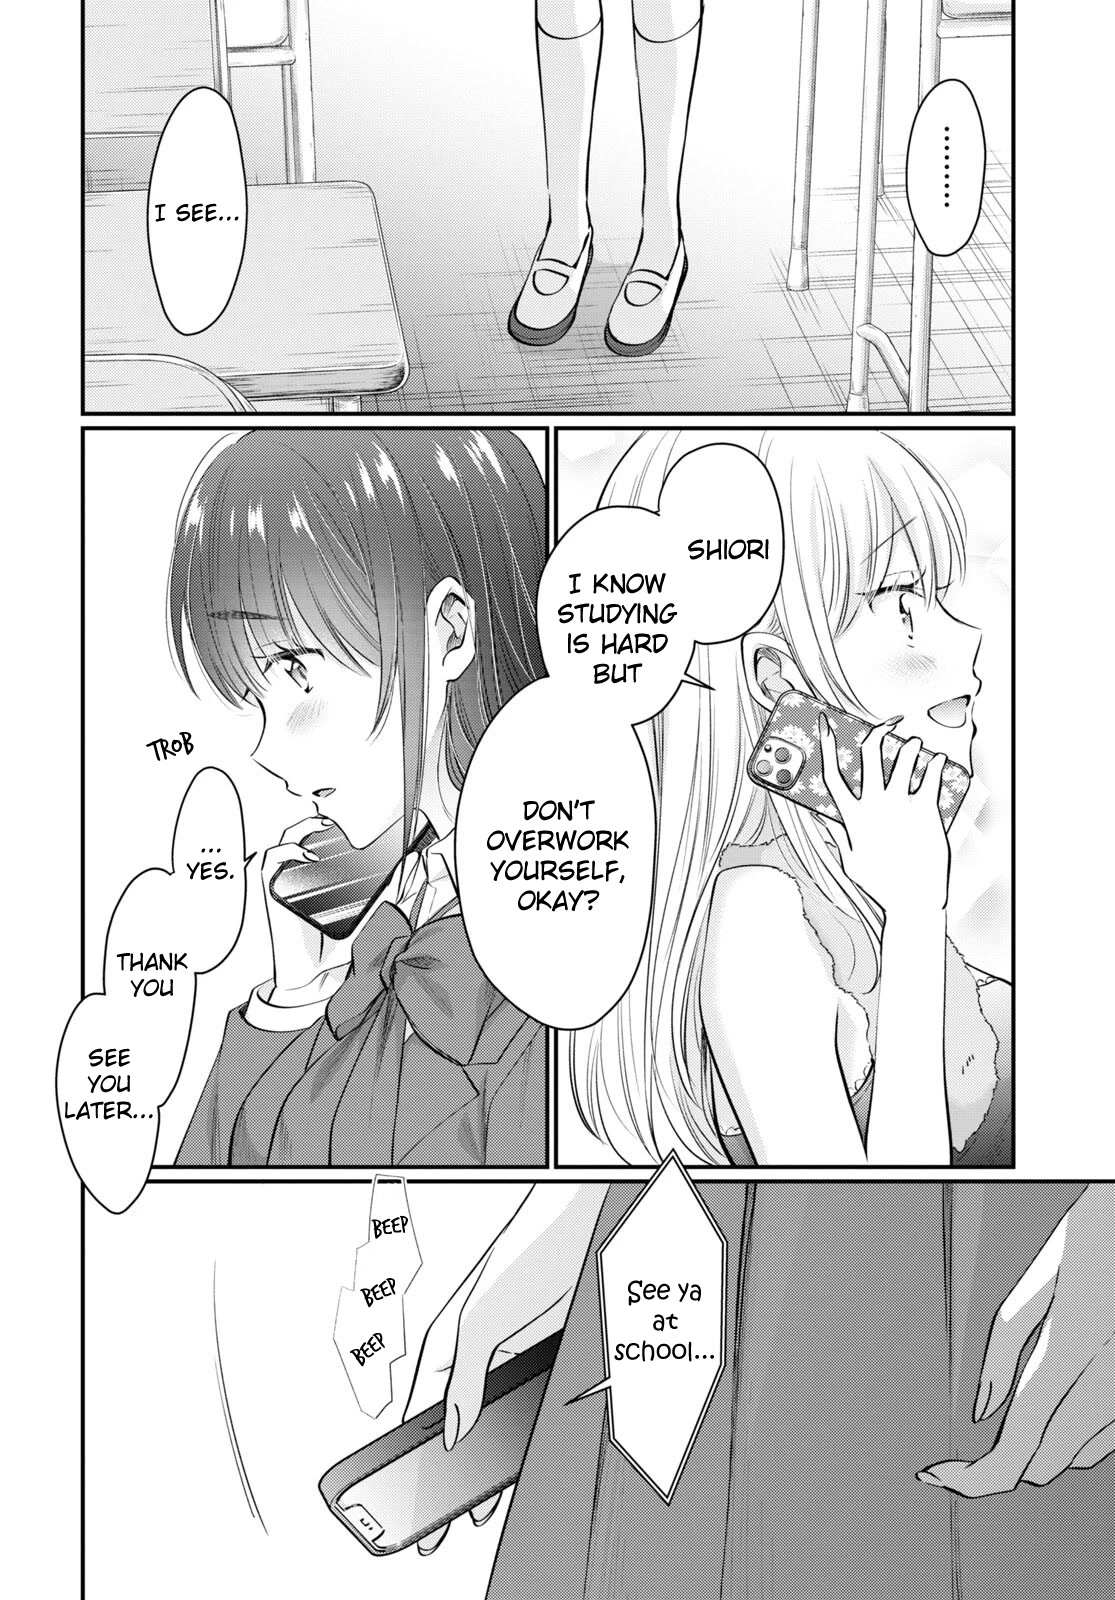 ………
I SEE...
SHIORI
I KNOW
STUDYING
IS HARD
BUT
DON'T
OVERWORK
YOURSELF,
OKAY?
TROB
...
YES.
THANK
YOU
SEE
YOU
LATER...
See ya
at
school...
BEEP
BEEP
BEEP